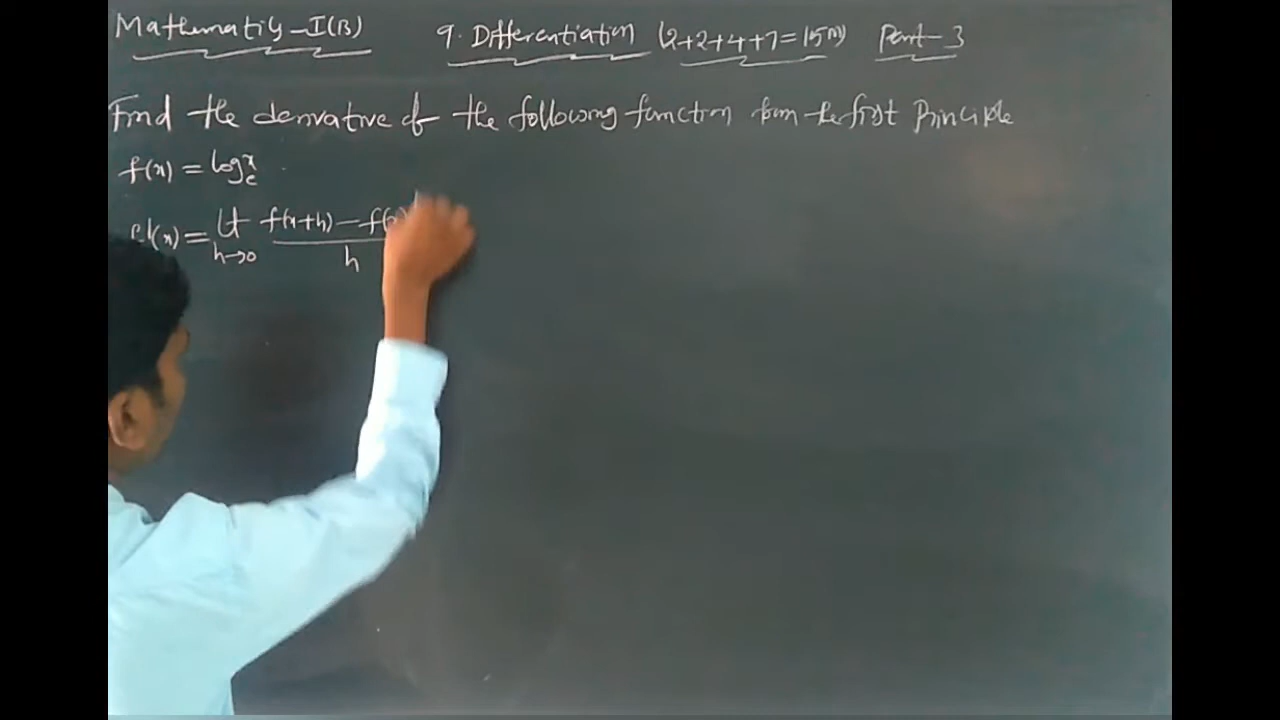 Mathematics-I(B) 9. Differentiation (2+2+4+7=15M) Part-3
Find the derivative of the following function from the first Principle
f(x) = log_e^x
f'(x) = Lt h→0 f(x+h) - f(x) / h